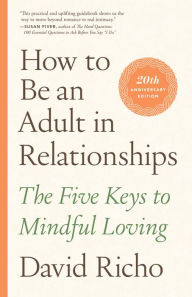 "This practical and uplifting guidebook shows us the
way to move beyond romance to real intimacy."
—SUSAN PIVER, author of The Hard Questions:
100 Essential Questions to Ask Before You Say "I Do"
How to
Be an
Adult in
Relationships
20th
ANNIVERSARY
EDITION
The Five Keys to
Mindful Loving
David Richo